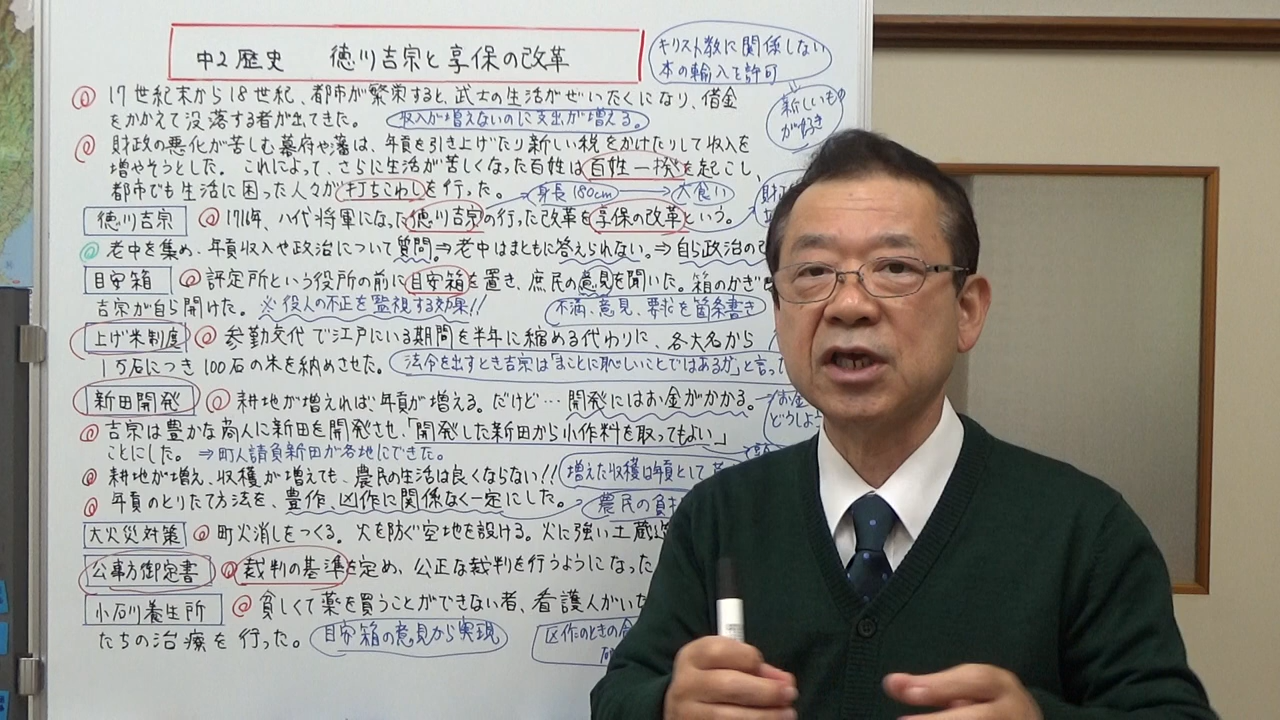 中2歴史 徳川吉宗と享保の改革
キリスト教に関係しない
本の輸入を許可
新しいもの
が好き
@ 17世紀末から18世紀、都市が繁栄すると、武士の生活がぜいたくになり、借金
をかかえて没落する者が出てきた。 収入が増えないのに支出が増える。
@ 財政の悪化が苦しむ幕府や藩は、年貢を引き上げたり新しい税をかけたりして収入を
増やそうとした。これによって、さらに生活が苦しくなった百姓は百姓一揆を起こし、
都市でも生活に困った人々が打ちこわしを行った。 身長180cm → 大食い
徳川吉宗 @ 1716年、八代将軍になった徳川吉宗の行った改革を享保の改革という。
@ 老中を集め、年貢収入や政治について質問⇒老中はまともに答えられない。⇒自ら政治の
目安箱 @ 評定所という役所の前に目安箱を置き、庶民の意見を聞いた。箱のかぎ
吉宗が自ら開けた。 ※役人の不正を監視する効果!! 不満、意見、要求を箇条書き
上げ米制度 @ 参勤交代で江戸にいる期間を半年に縮める代わりに、各大名から
1万石につき100石の米を納めさせた。 法令を出すとき吉宗は「まことに恥しいことではあるが」と言っ
新田開発 @ 耕地が増えれば、年貢が増える。だけど…開発にはお金がかかる。 お金
どうしよう
@ 吉宗は豊かな商人に新田を開発させ、「開発した新田から小作料を取ってもよい」
ことにした。⇒町人請負新田が各地にできた。
@ 耕地が増え、収穫が増えても、農民の生活は良くならない!! 増えた収穫は年貢として
@ 年貢のとりたて方法を、豊作、凶作に関係なく一定にした。 農民の負
大火災対策 @ 町火消しをつくる。火を防ぐ空地を設ける。火に強い土蔵造
公事方御定書 @ 裁判の基準を定め、公正な裁判を行うようになった
小石川養生所 @ 貧しくて薬を買うことができない者、看護人がいな
たちの治療を行った。 目安箱の意見から実現 凶作のときの